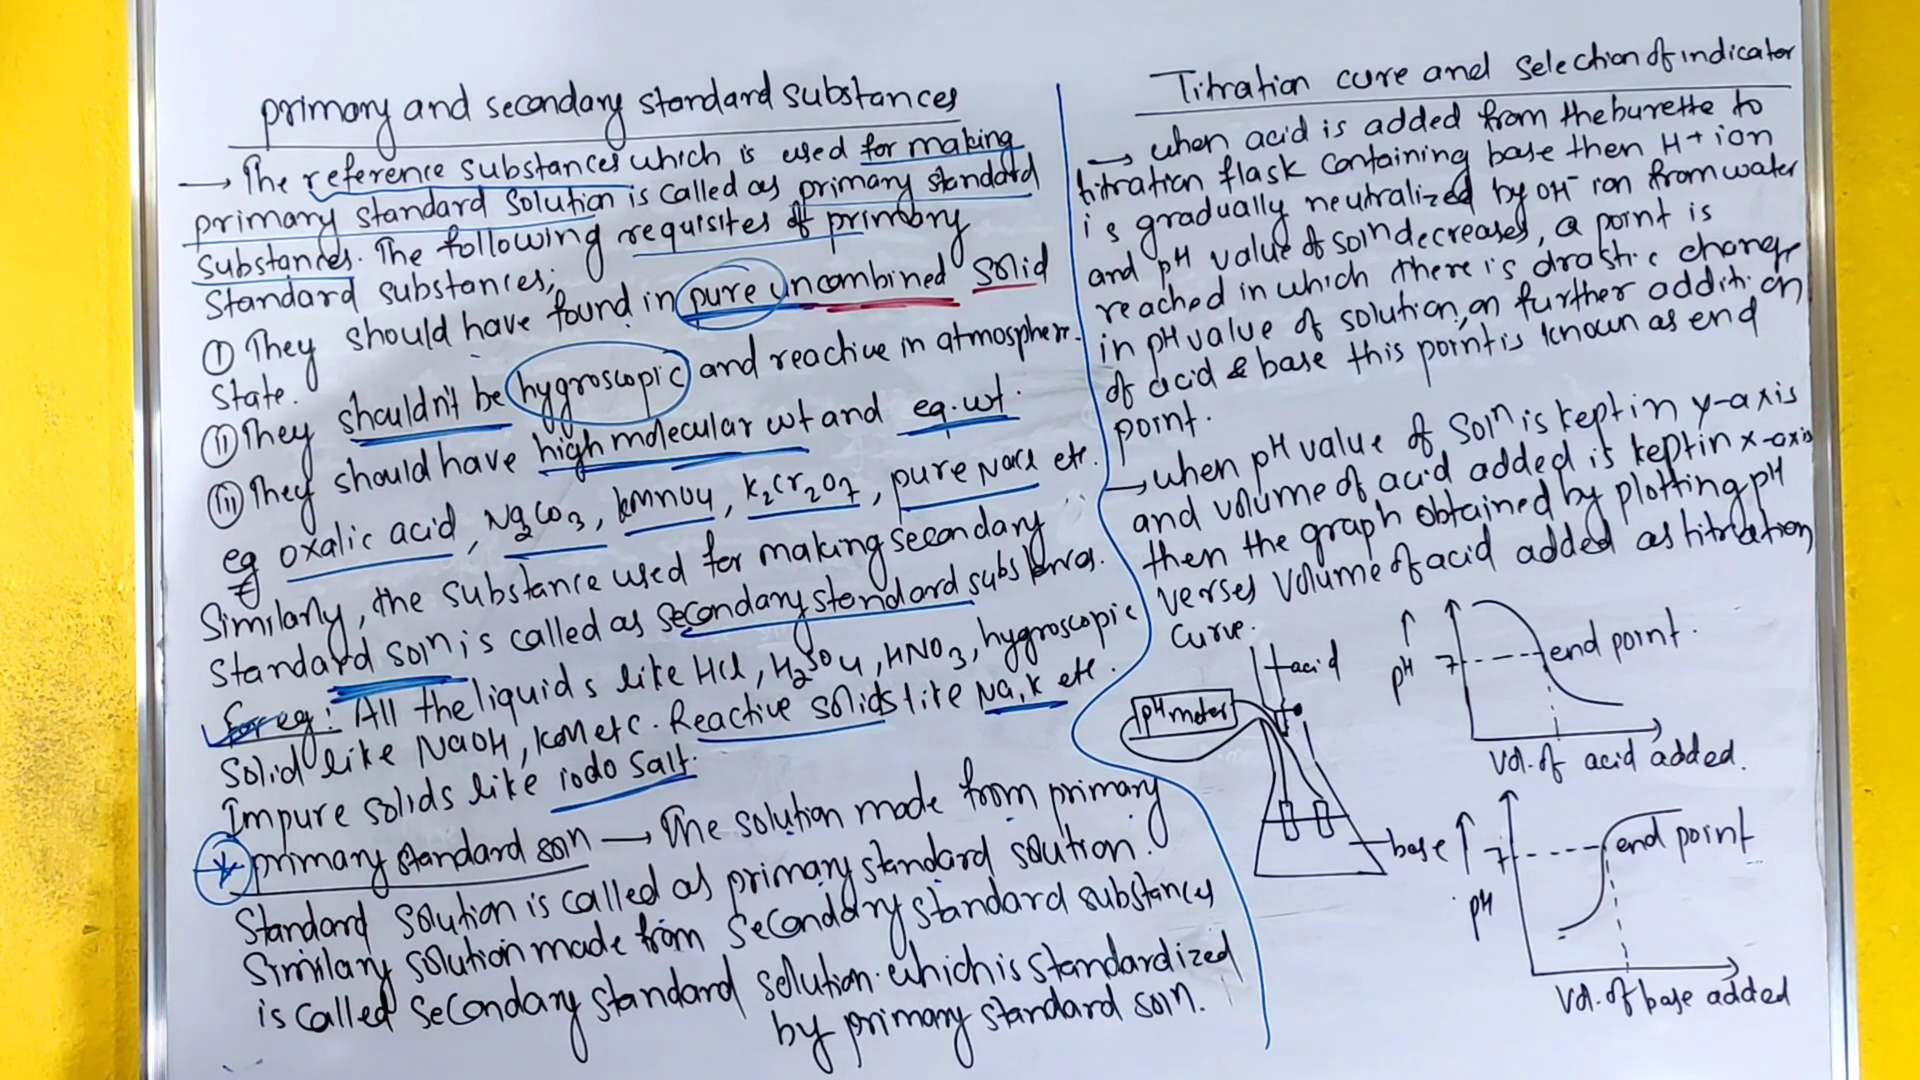 primary and secondary standard substances
→ The reference substances which is used for making
primary standard solution is called as primary standard
substances. The following requisites of primary
Standard substances;
(I) They should have found in pure uncombined solid
State.
(II) They shouldn't be hygroscopic and reactive in atmospher.
(III) They should have high molecular wt and eq. wt.
eg oxalic acid, Na2CO3, kmnO4, K2Cr2O7, pure Nacl etc.
Similarly, the substance used for making secondary
Standard soln is called as secondary standard substances.
for eg: All the liquids like Hcl, H2SO4, HNO3, hygroscopic
Solid like NaOH, KOH etc. Reactive solids like Na, K etc.
Impure solids like iodo salt.
* primary standard soln → The solution made from primary
Standard solution is called as primary standard solution.
Similary solution made from secondary standard substances
is called secondary standard solution which is standardized
by primary standard soln.
Titration cure and selection of indicator
→ when acid is added from the burette to
titration flask containing base then H+ ion
is gradually neutralized by OH- ion from water
and pH value of soln decreases, a point is
reached in which there is drastic change
in pH value of solution, on further addition
of acid & base this point is known as end
point.
→ when pH value of soln is kept in y-axis
and volume of acid added is kept in x-axis
then the graph obtained by plotting pH
verses volume of acid added as titration
curve.
acid
pH meter
base
pH
7
end point.
Vol. of acid added.
pH
7
end point
Vol. of base added